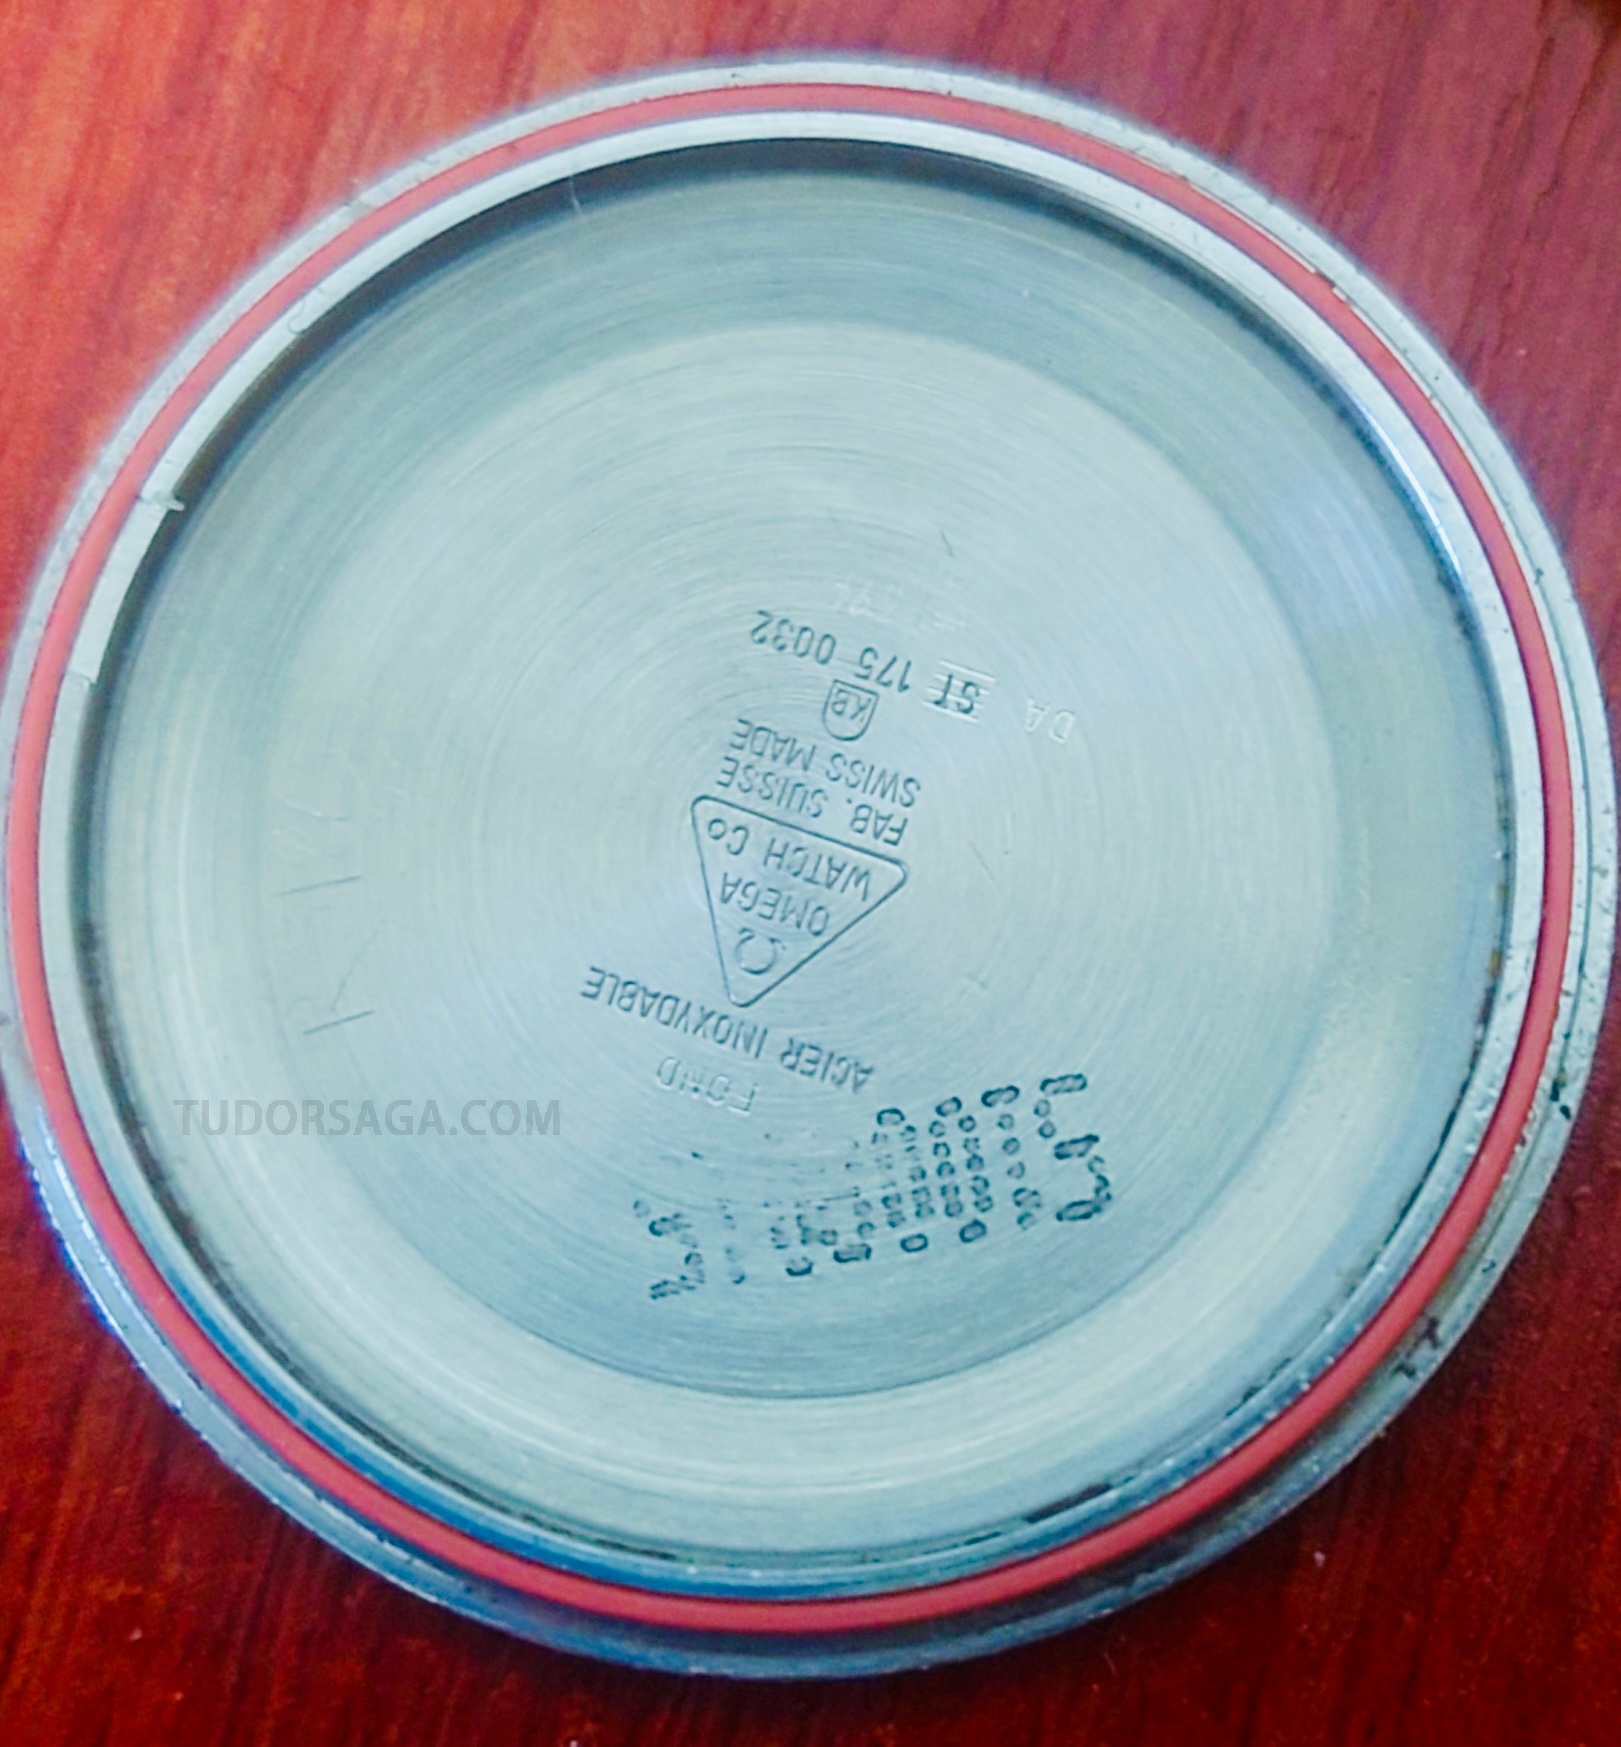 FOND
ACIER INOXYDABLE
Ω
OMEGA
WATCH Co
FAB. SUISSE
SWISS MADE
KB
DA ST 175 0032
TUDORSAGA.COM